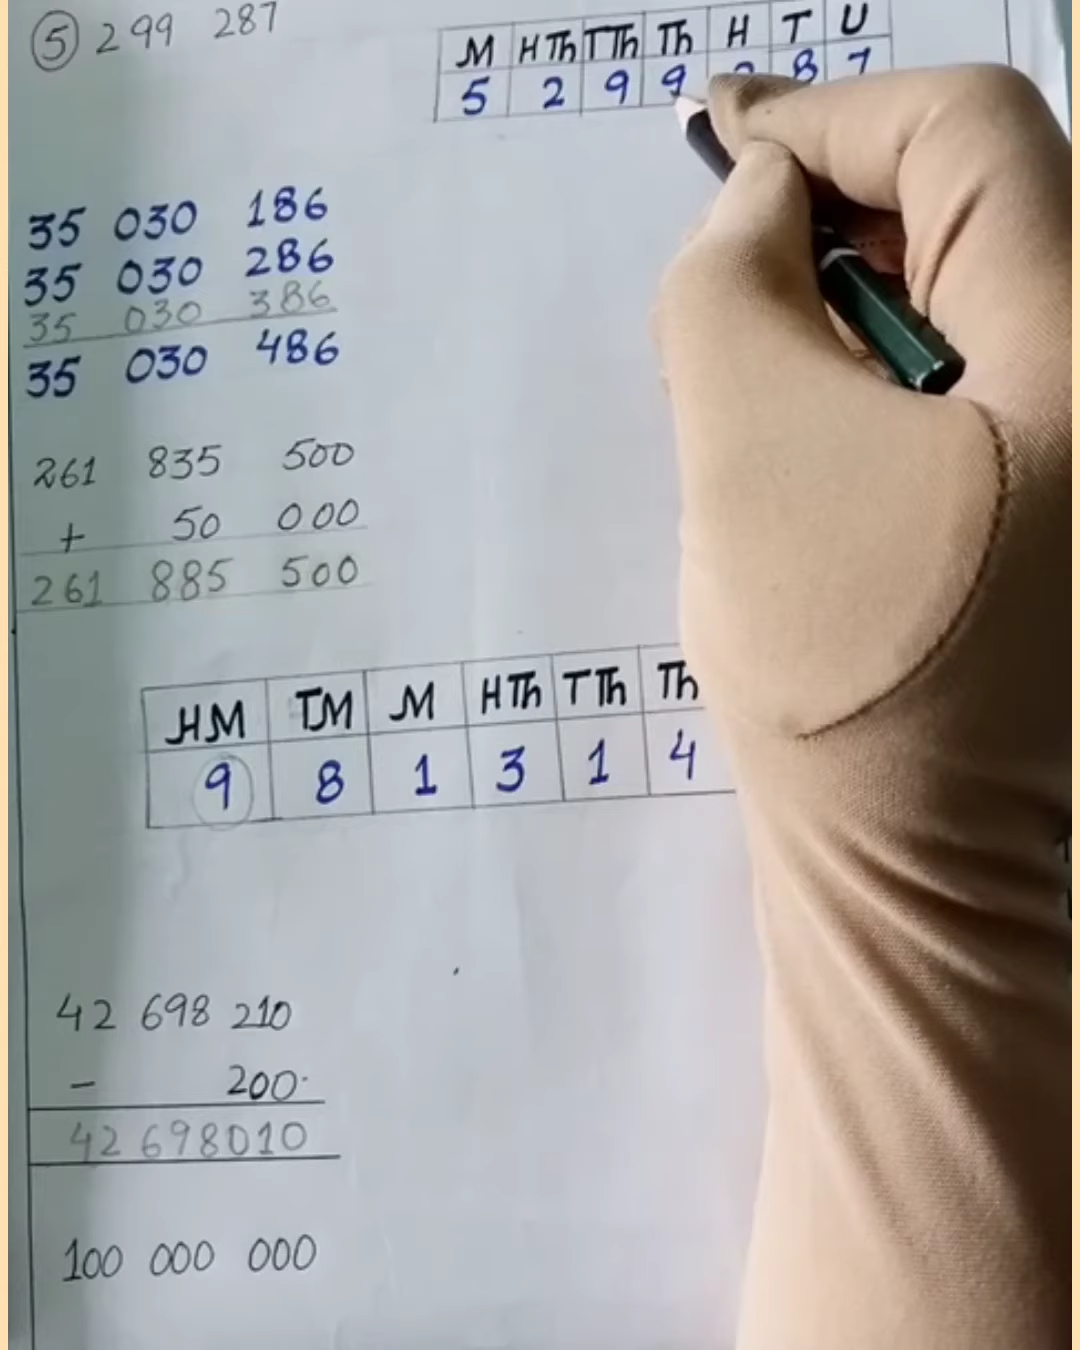 5 299 287
M HTh TTh Th H T U
5 2 9 9 8 7
35 030 186
35 030 286
35 030 386
35 030 486
261 835 500
+ 50 000
261 885 500
HM TM M HTh TTh Th
9 8 1 3 1 4
42 698 210
- 200
42 698010
100 000 000